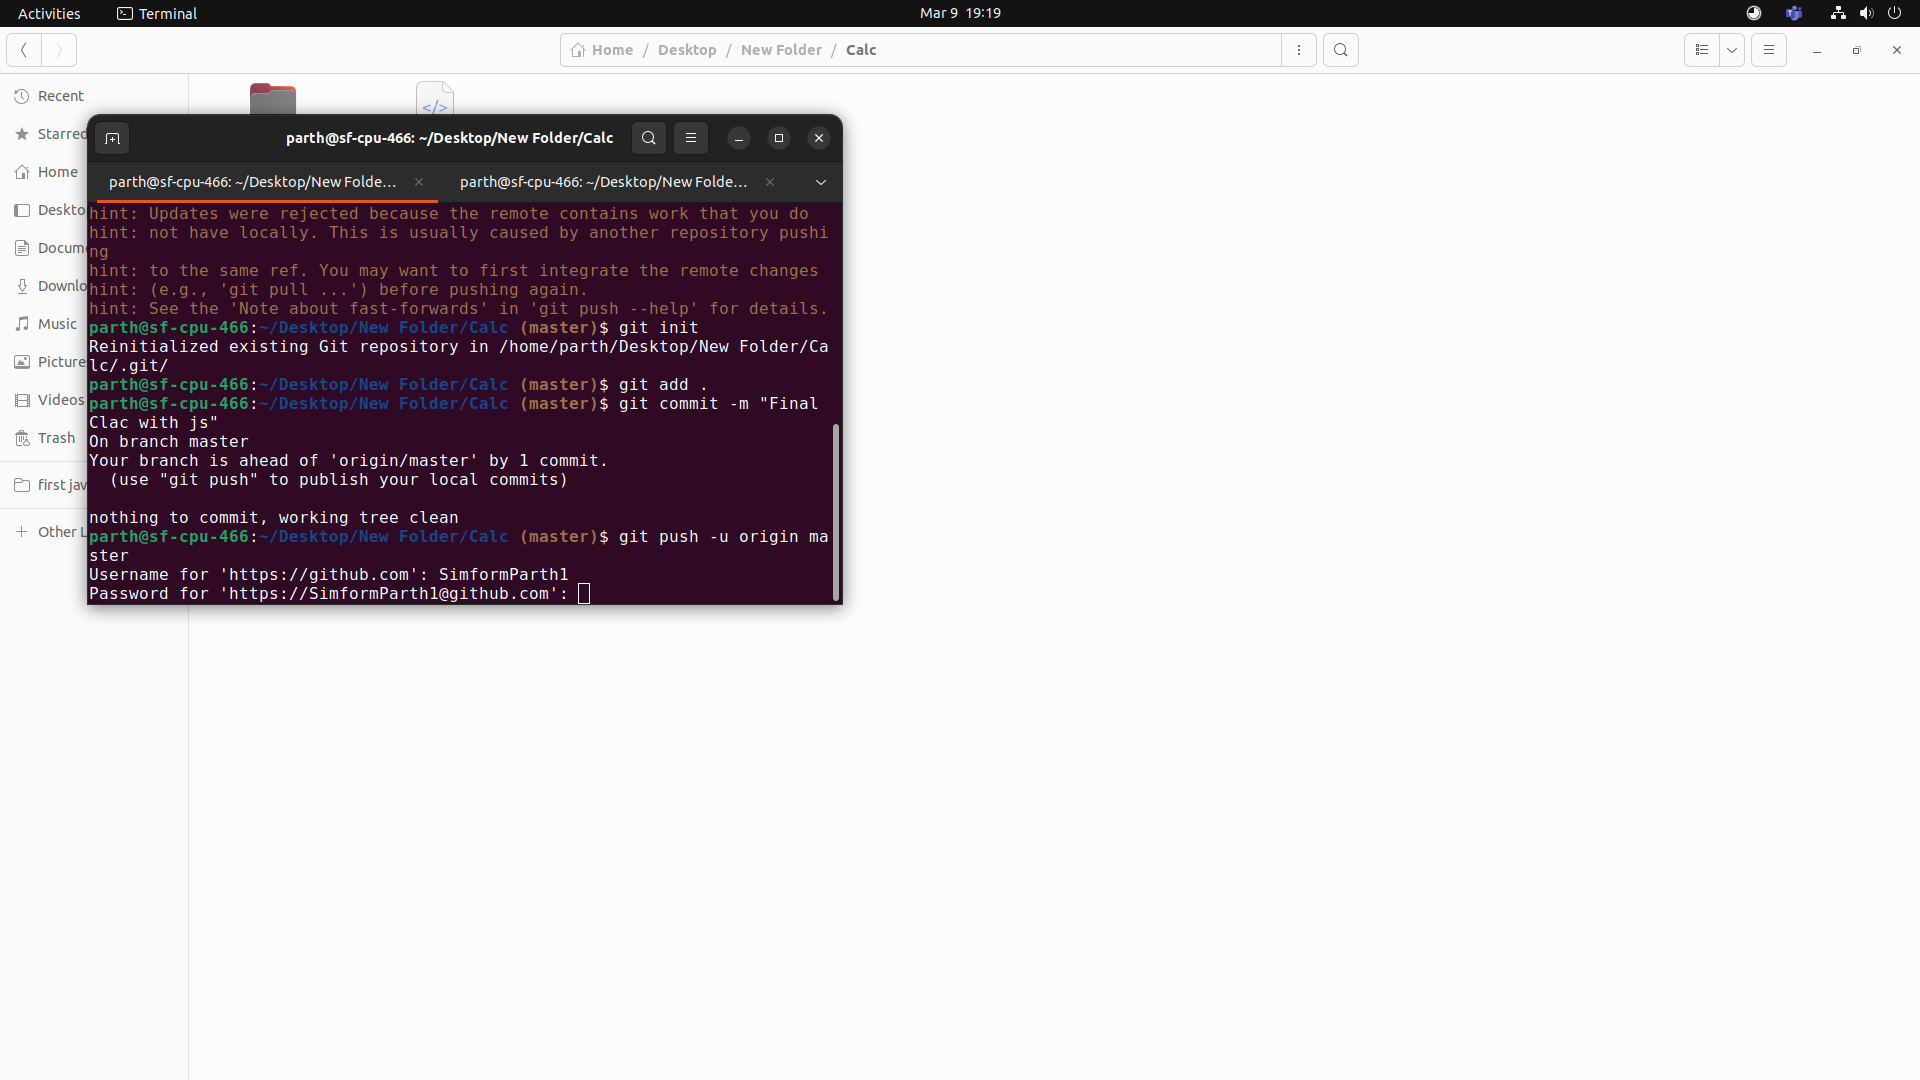 Activities
Terminal
Mar 9 19:19
Home / Desktop / New Folder / Calc
Recent
Starred
Home
Deskto
Docum
Downlo
Music
Picture
Videos
Trash
first jav
Other L
parth@sf-cpu-466: ~/Desktop/New Folder/Calc
parth@sf-cpu-466: ~/Desktop/New Folde...
parth@sf-cpu-466: ~/Desktop/New Folde...
hint: Updates were rejected because the remote contains work that you do
hint: not have locally. This is usually caused by another repository pushi
ng
hint: to the same ref. You may want to first integrate the remote changes
hint: (e.g., 'git pull ...') before pushing again.
hint: See the 'Note about fast-forwards' in 'git push --help' for details.
parth@sf-cpu-466:~/Desktop/New Folder/Calc (master)$ git init
Reinitialized existing Git repository in /home/parth/Desktop/New Folder/Ca
lc/.git/
parth@sf-cpu-466:~/Desktop/New Folder/Calc (master)$ git add .
parth@sf-cpu-466:~/Desktop/New Folder/Calc (master)$ git commit -m "Final
Clac with js"
On branch master
Your branch is ahead of 'origin/master' by 1 commit.
  (use "git push" to publish your local commits)

nothing to commit, working tree clean
parth@sf-cpu-466:~/Desktop/New Folder/Calc (master)$ git push -u origin ma
ster
Username for 'https://github.com': SimformParth1
Password for 'https://SimformParth1@github.com':